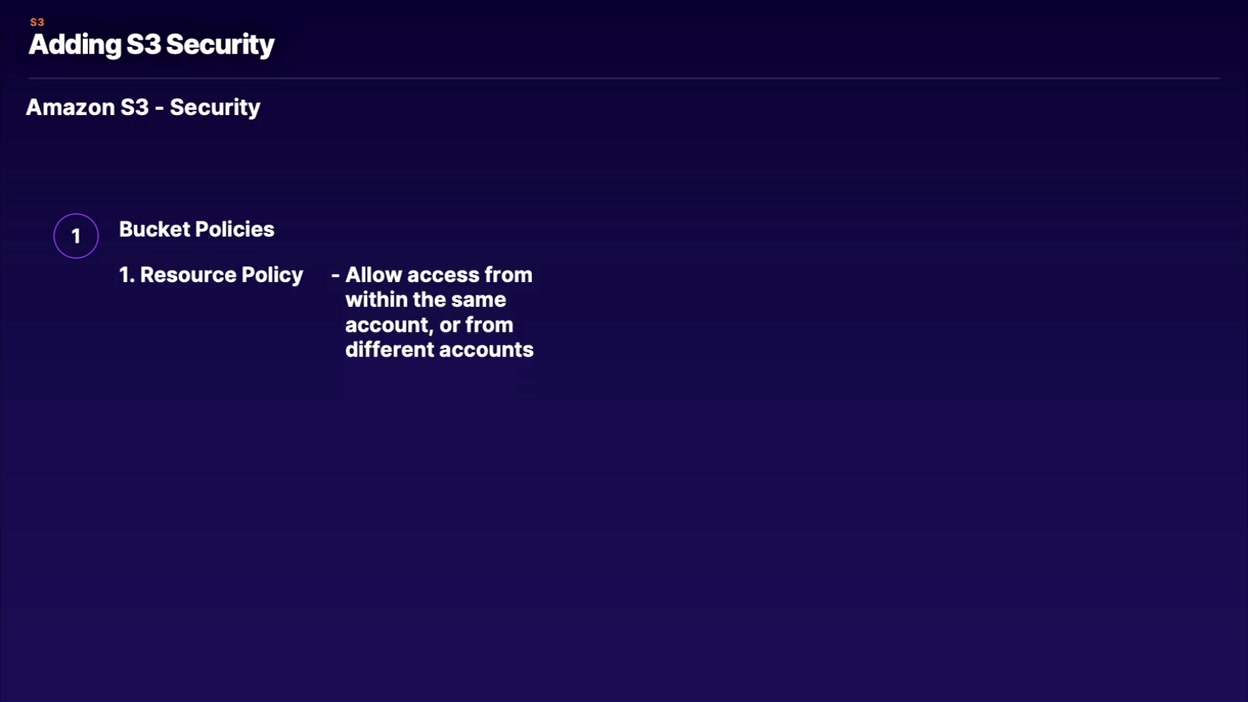 S3
Adding S3 Security
Amazon S3 - Security
1
Bucket Policies
1. Resource Policy - Allow access from
within the same
account, or from
different accounts